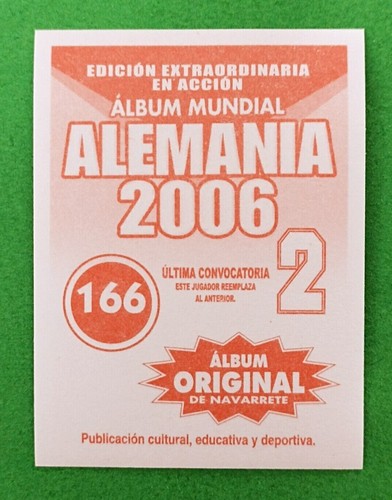 EDICIÓN EXTRAORDINARIA
EN ACCIÓN
ÁLBUM MUNDIAL
ALEMANIA
2006
166
ÚLTIMA CONVOCATORIA
ESTE JUGADOR REEMPLAZA
AL ANTERIOR.
2
ÁLBUM
ORIGINAL
DE NAVARRETE
Publicación cultural, educativa y deportiva.